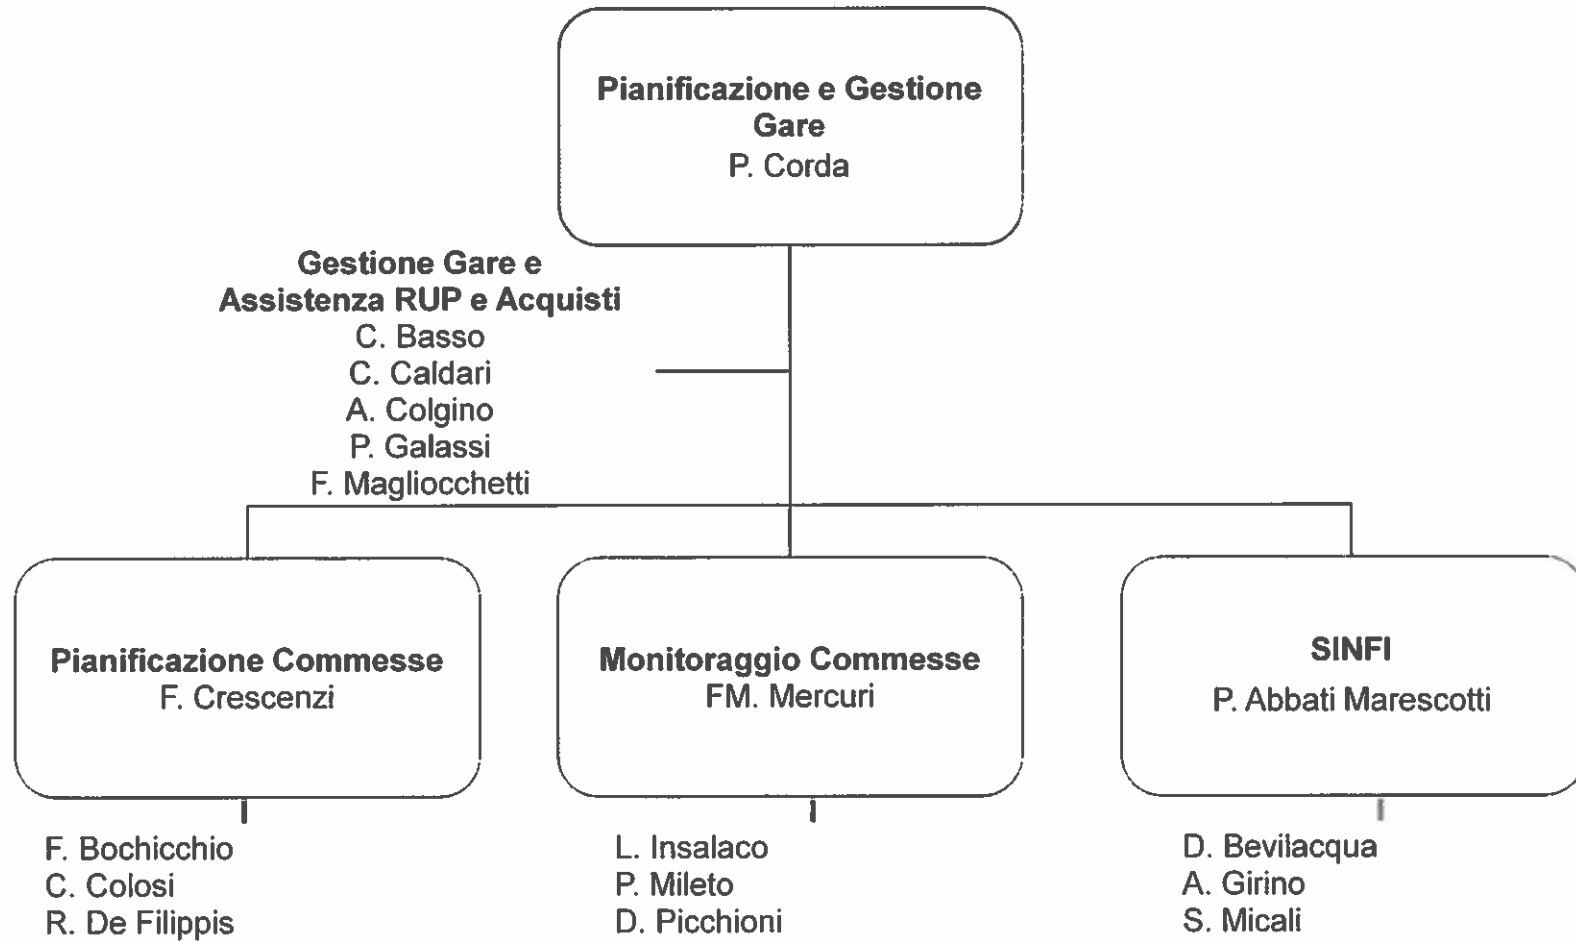 Pianificazione e Gestione
Gare
P. Corda
Gestione Gare e
Assistenza RUP e Acquisti
C. Basso
C. Caldari
A. Colgino
P. Galassi
F. Magliocchetti
Pianificazione Commesse
F. Crescenzi
Monitoraggio Commesse
FM. Mercuri
SINFI
P. Abbati Marescotti
F. Bochicchio
C. Colosi
R. De Filippis
L. Insalaco
P. Mileto
D. Picchioni
D. Bevilacqua
A. Girino
S. Micali